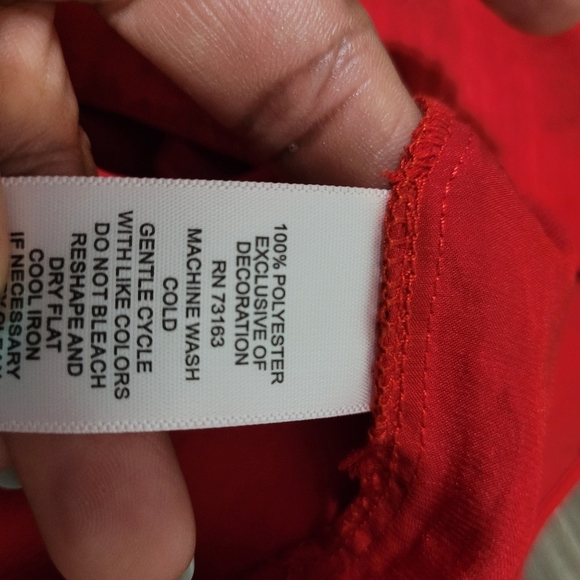 100% POLYESTER
EXCLUSIVE OF
DECORATION
RN 73163
MACHINE WASH
COLD
GENTLE CYCLE
WITH LIKE COLORS
DO NOT BLEACH
RESHAPE AND
DRY FLAT
COOL IRON
IF NECESSARY